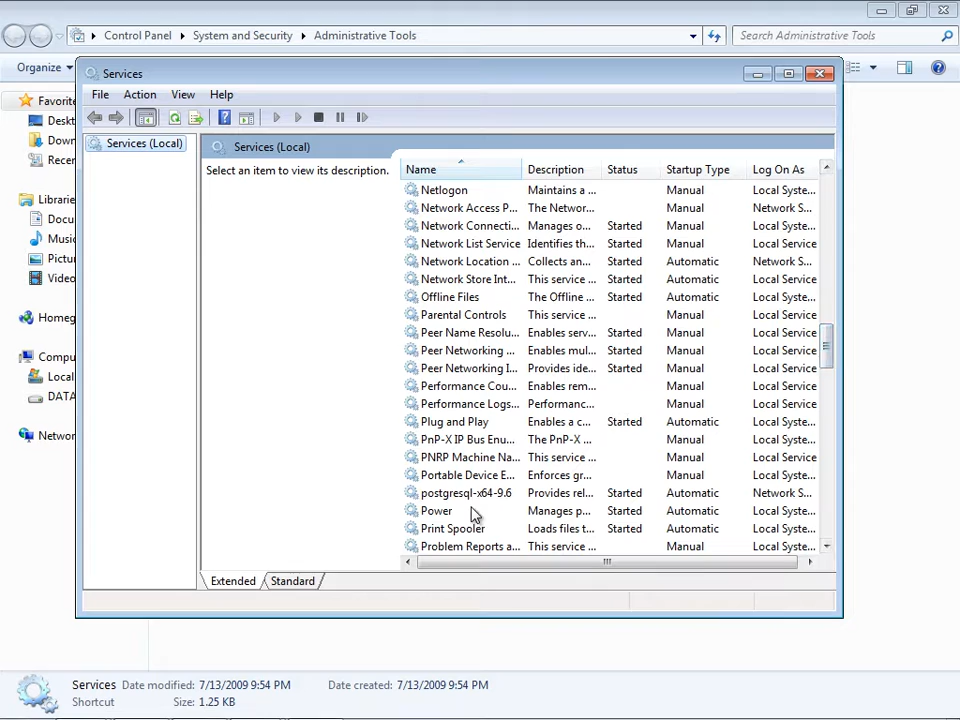 Control Panel System and Security Administrative Tools Search Administrative Tools
Organize
Services
File Action View Help
Favorite
Deskt
Down
Recen
Librarie
Docu
Music
Pictur
Video
Homeg
Compu
Local
DATA
Networ
Services (Local)
Services (Local)
Select an item to view its description.
Name Description Status Startup Type Log On As
Netlogon Maintains a ... Manual Local Syste...
Network Access P... The Networ... Manual Network S...
Network Connecti... Manages o... Started Manual Local Syste...
Network List Service Identifies th... Started Manual Local Service
Network Location ... Collects an... Started Automatic Network S...
Network Store Int... This service ... Started Automatic Local Service
Offline Files The Offline ... Started Automatic Local Syste...
Parental Controls This service ... Manual Local Service
Peer Name Resolu... Enables serv... Started Manual Local Service
Peer Networking ... Enables mul... Started Manual Local Service
Peer Networking I... Provides ide... Started Manual Local Service
Performance Cou... Enables rem... Manual Local Service
Performance Logs... Performanc... Manual Local Service
Plug and Play Enables a c... Started Automatic Local Syste...
PnP-X IP Bus Enu... The PnP-X ... Manual Local Syste...
PNRP Machine Na... This service ... Manual Local Service
Portable Device E... Enforces gr... Manual Local Syste...
postgresql-x64-9.6 Provides rel... Started Automatic Network S...
Power Manages p... Started Automatic Local Syste...
Print Spooler Loads files t... Started Automatic Local Syste...
Problem Reports a... This service ... Manual Local Syste...
Extended Standard
Services Date modified: 7/13/2009 9:54 PM Date created: 7/13/2009 9:54 PM
Shortcut Size: 1.25 KB